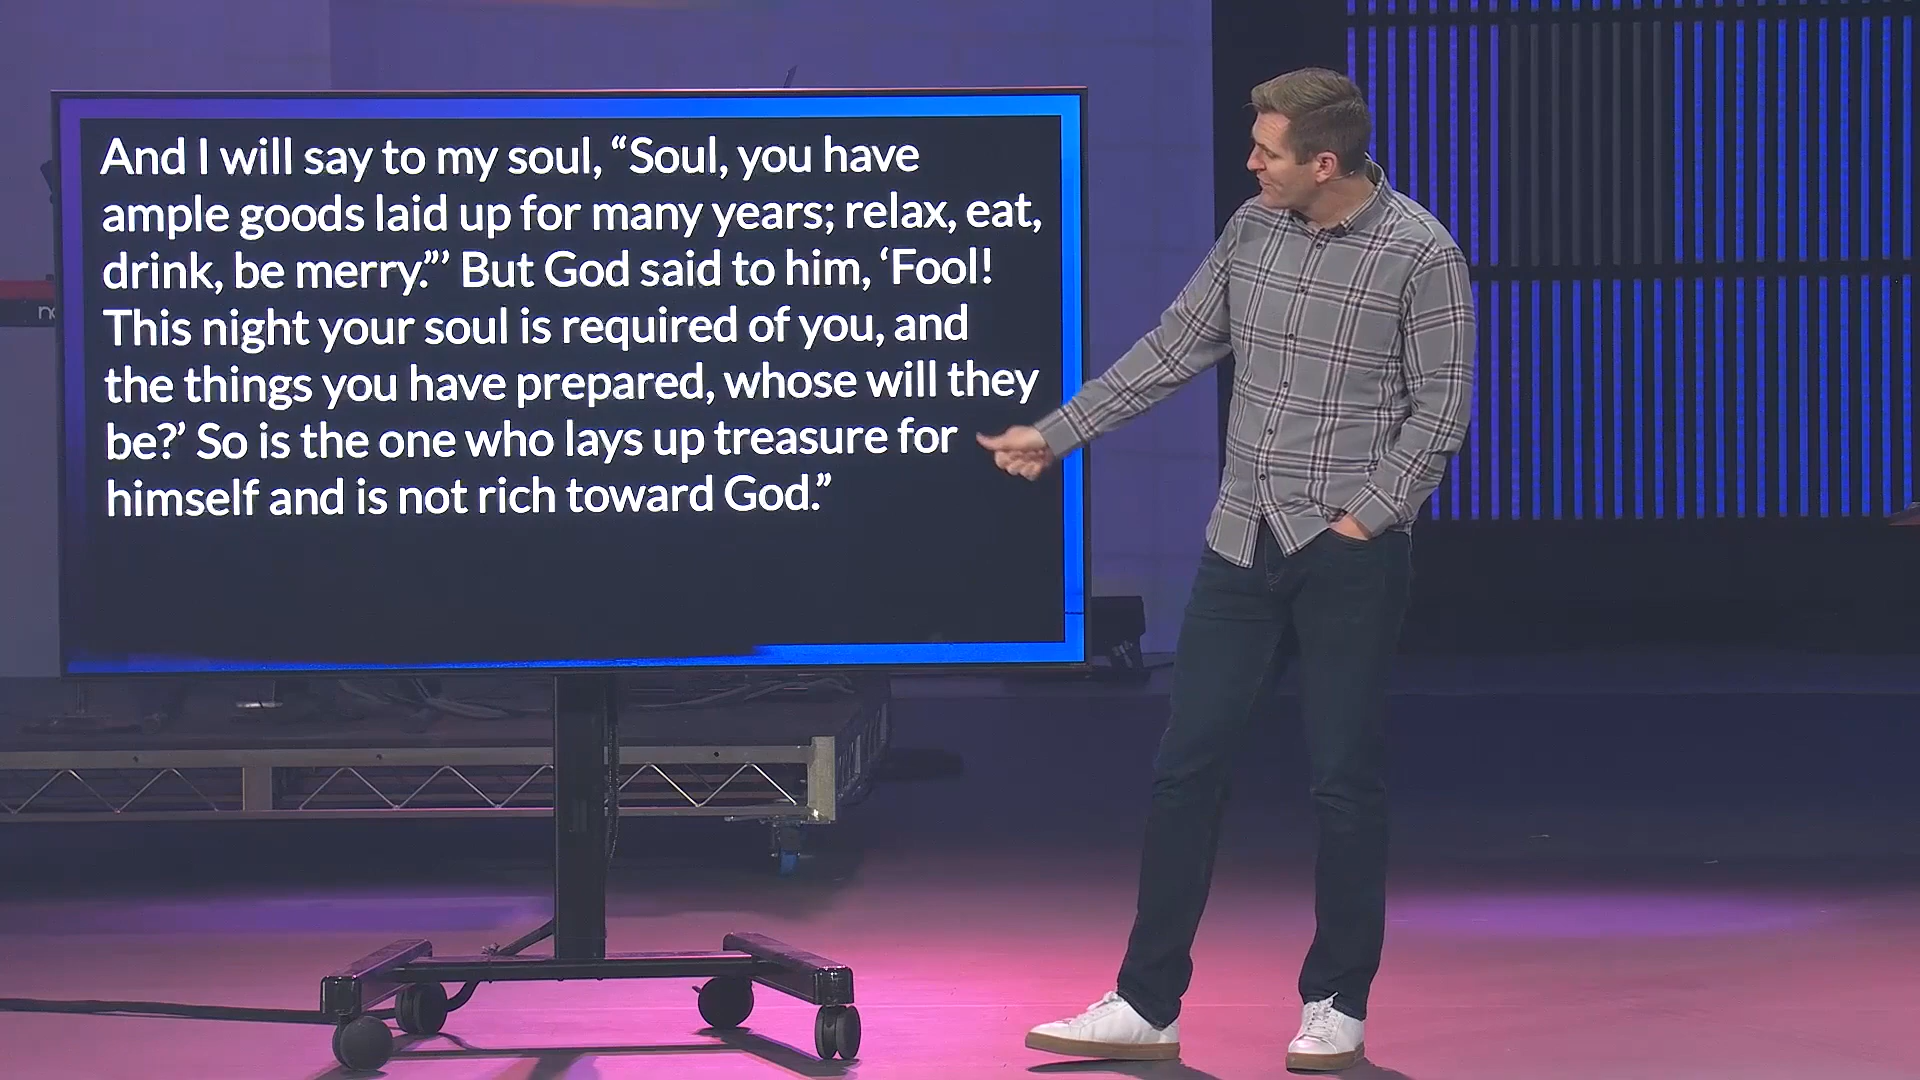 And I will say to my soul, “Soul, you have
ample goods laid up for many years; relax, eat,
drink, be merry.”’ But God said to him, ‘Fool!
This night your soul is required of you, and
the things you have prepared, whose will they
be?’ So is the one who lays up treasure for
himself and is not rich toward God.”